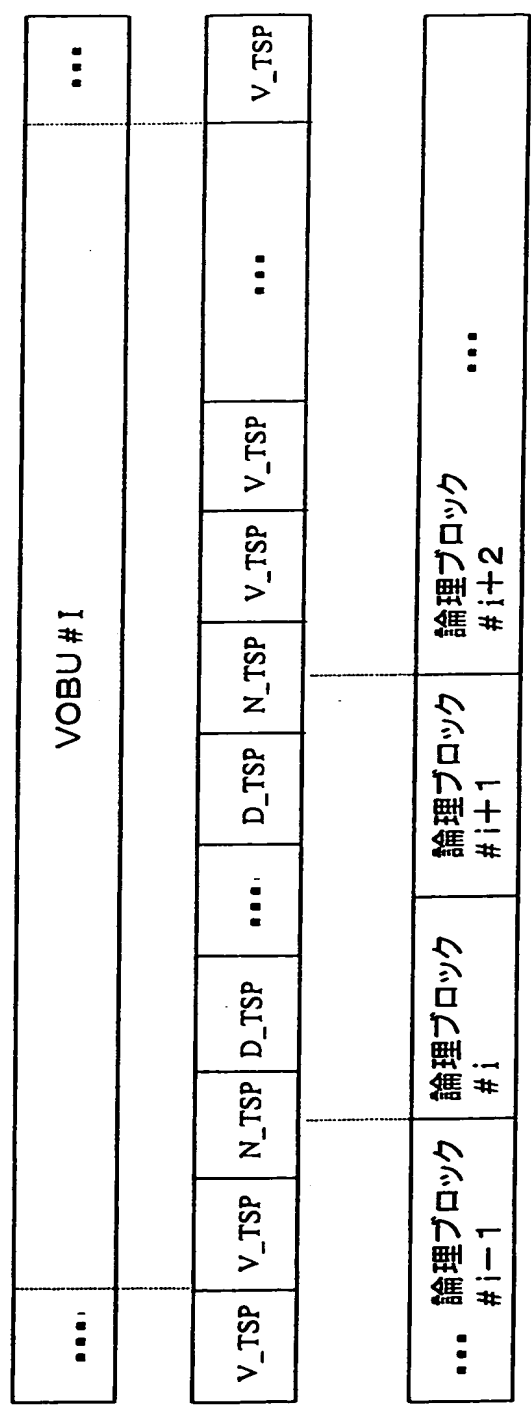 ... VOBU#I ...
V_TSP V_TSP N_TSP D_TSP ... D_TSP N_TSP V_TSP V_TSP ... V_TSP
... 論理ブロック #i−1 論理ブロック #i 論理ブロック #i+1 論理ブロック #i+2 ...